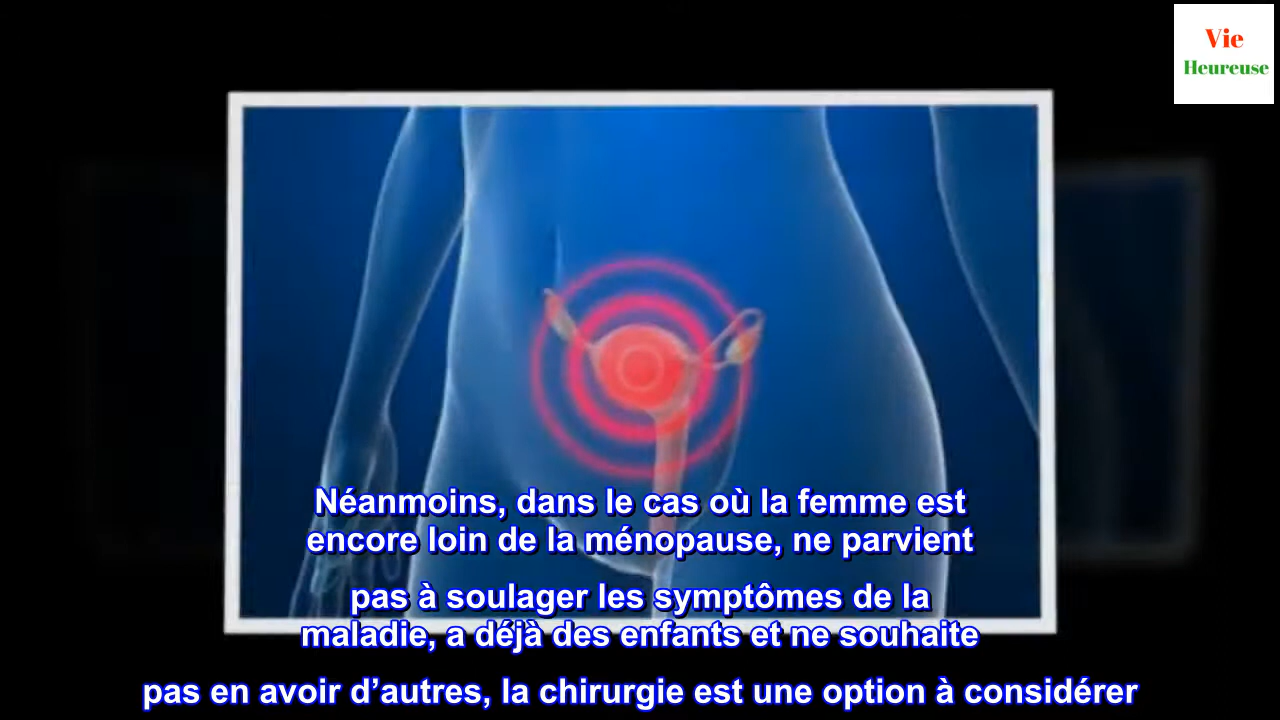 Vie
Heureuse
Néanmoins, dans le cas où la femme est
encore loin de la ménopause, ne parvient
pas à soulager les symptômes de la
maladie, a déjà des enfants et ne souhaite
pas en avoir d’autres, la chirurgie est une option à considérer